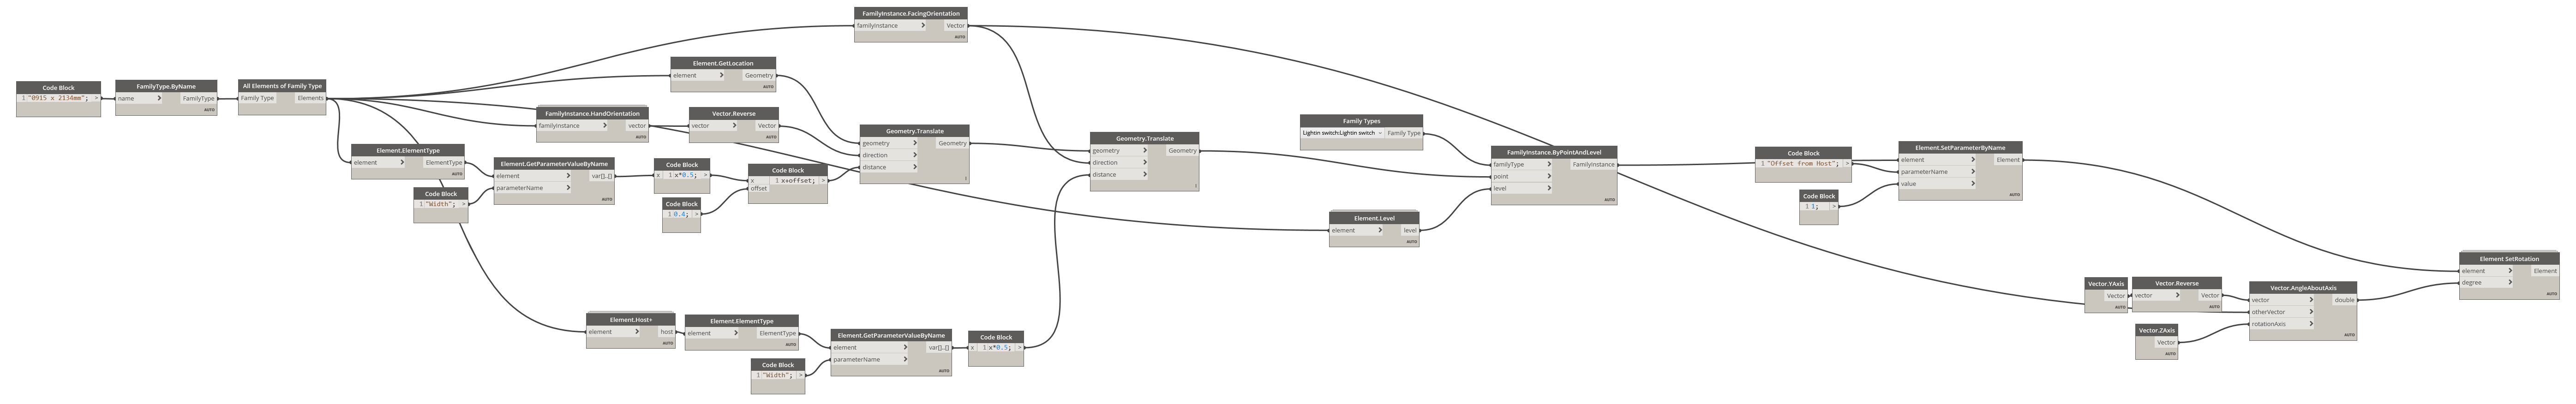 Code Block
1 "0915 x 2134mm"; >
FamilyType.ByName
name > FamilyType
AUTO
All Elements of Family Type
Family Type Elements
AUTO
FamilyInstance.FacingOrientation
familyinstance > Vector
AUTO
Element.GetLocation
element > Geometry
AUTO
FamilyInstance.HandOrientation
familyinstance > vector
AUTO
Vector.Reverse
vector > Vector
AUTO
Element.ElementType
element > ElementType
AUTO
Code Block
1 "Width"; >
Element.GetParameterValueByName
element > var[]..[]
parameterName >
AUTO
Code Block
x 1 x*0.5; >
Code Block
1 0.4; >
Code Block
x 1 x+offset; >
offset
Geometry.Translate
geometry > Geometry
direction >
distance >
I
Element.Host+
element > host
AUTO
Element.ElementType
element > ElementType
AUTO
Code Block
1 "Width"; >
Element.GetParameterValueByName
element > var[]..[]
parameterName >
AUTO
Code Block
x 1 x*0.5; >
Geometry.Translate
geometry > Geometry
direction >
distance >
I
Family Types
Lightin switch:Lightin switch Family Type
AUTO
Element.Level
element > level
AUTO
FamilyInstance.ByPointAndLevel
familyType > FamilyInstance
point >
level >
AUTO
Code Block
1 "Offset from Host"; >
Code Block
1 1; >
Element.SetParameterByName
element > Element
parameterName >
value >
AUTO
Vector.YAxis
Vector
AUTO
Vector.Reverse
vector > Vector
AUTO
Vector.ZAxis
Vector
AUTO
Vector.AngleAboutAxis
vector > double
otherVector >
rotationAxis >
AUTO
Element SetRotation
element > Element
degree >
AUTO